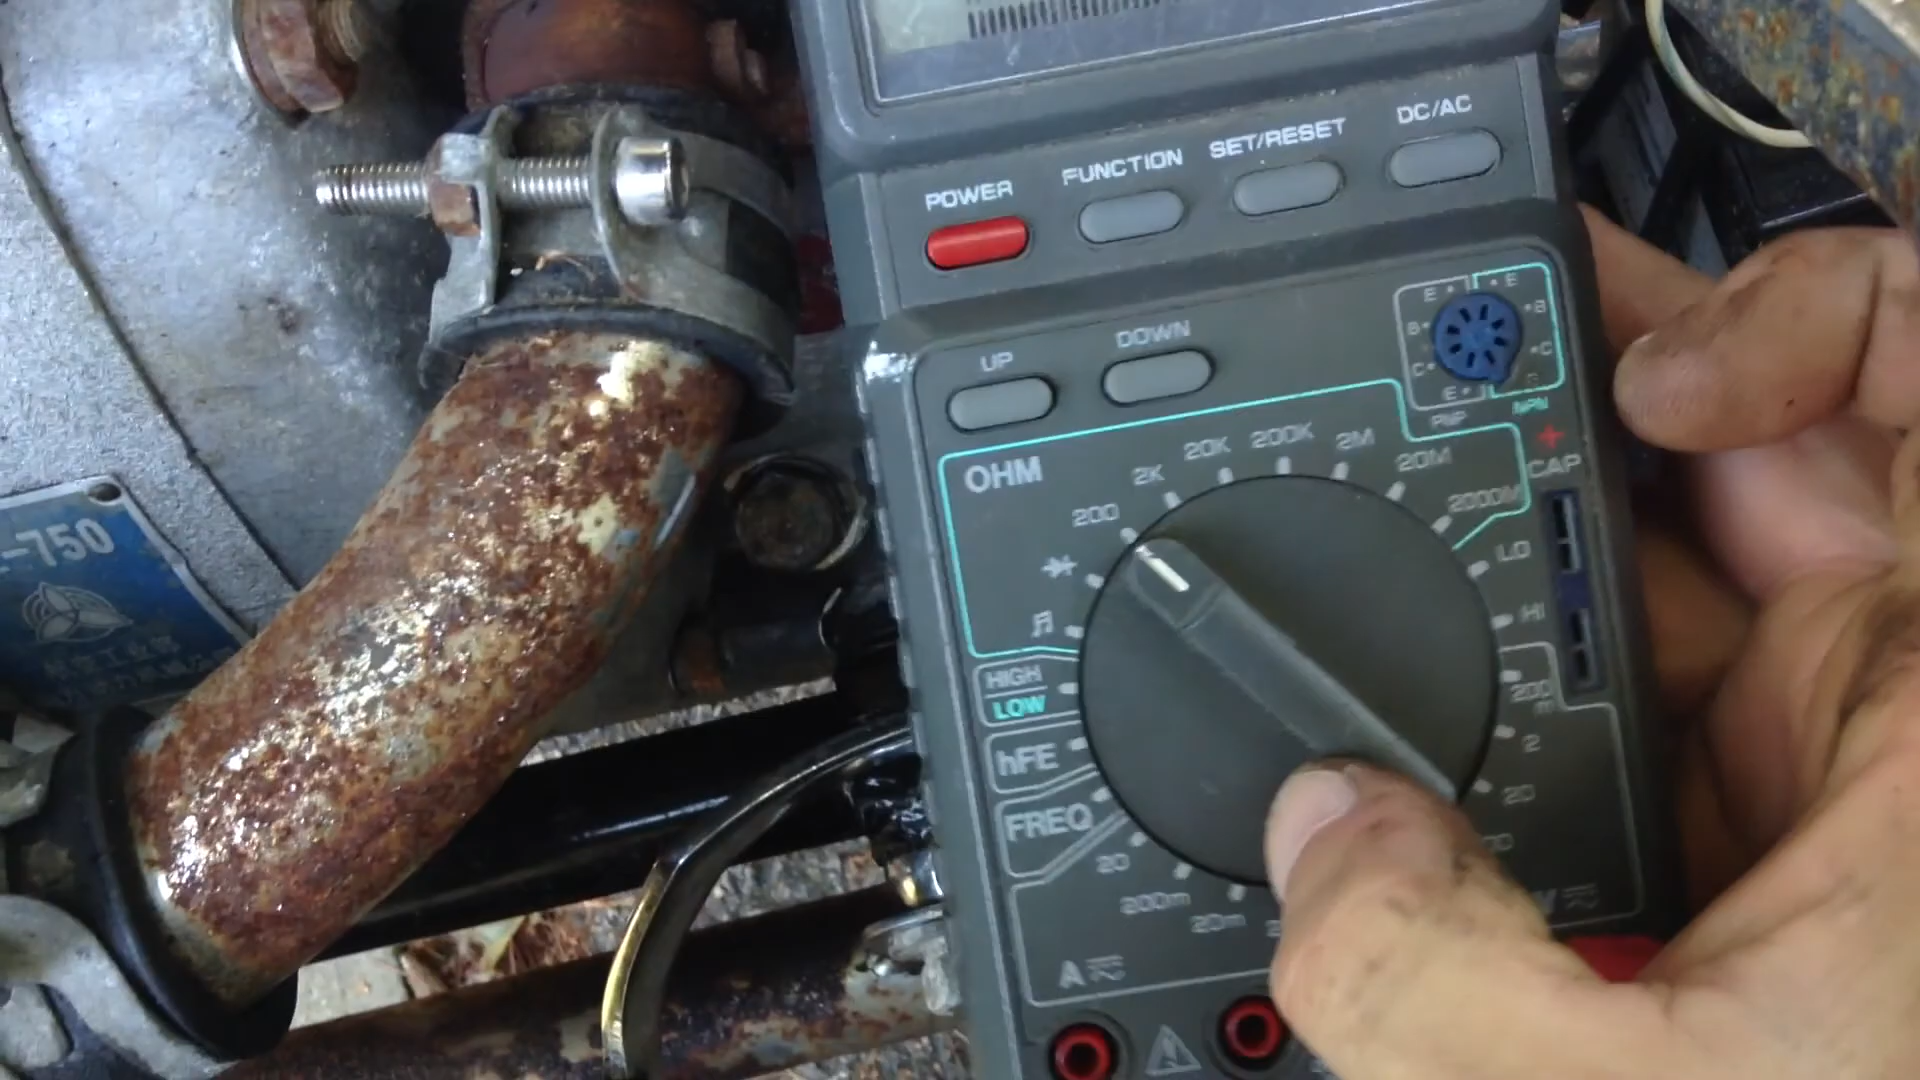 POWER
FUNCTION
SET/RESET
DC/AC
UP
DOWN
E
E
B
B
C
C
E
PNP
NPN
+
CAP
OHM
200
2K
20K
200K
2M
20M
2000M
LO
HI
HIGH
LOW
hFE
FREQ
200
m
2
20
20
200m
20m
A
-750